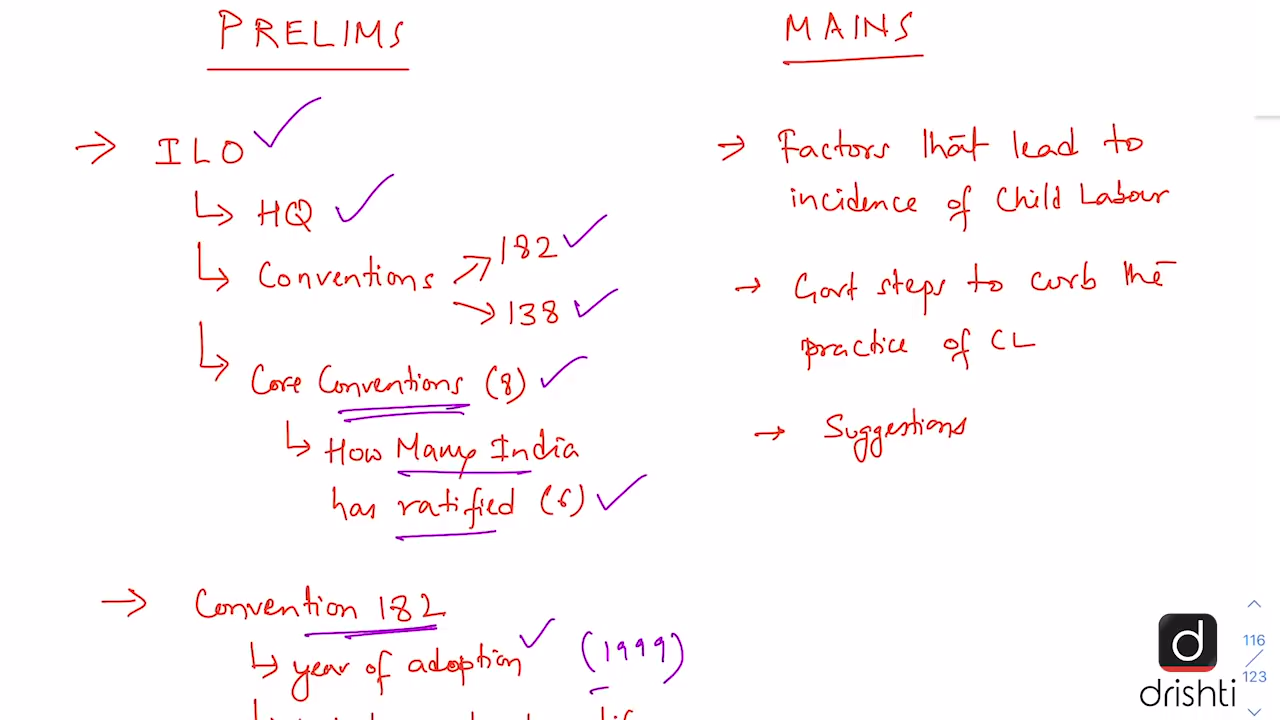 PRELIMS
→ ILO ✓
↳ HQ ✓
↳ Conventions → 182 ✓
→ 138 ✓
↳ Core Conventions (8) ✓
↳ How Many India
has ratified (6) ✓
→ Convention 182
↳ year of adoption ✓ (1999)
MAINS
→ Factors that lead to
incidence of Child Labour
→ Govt steps to curb the
practice of CL
→ Suggestions
116
/
123
d
drishti